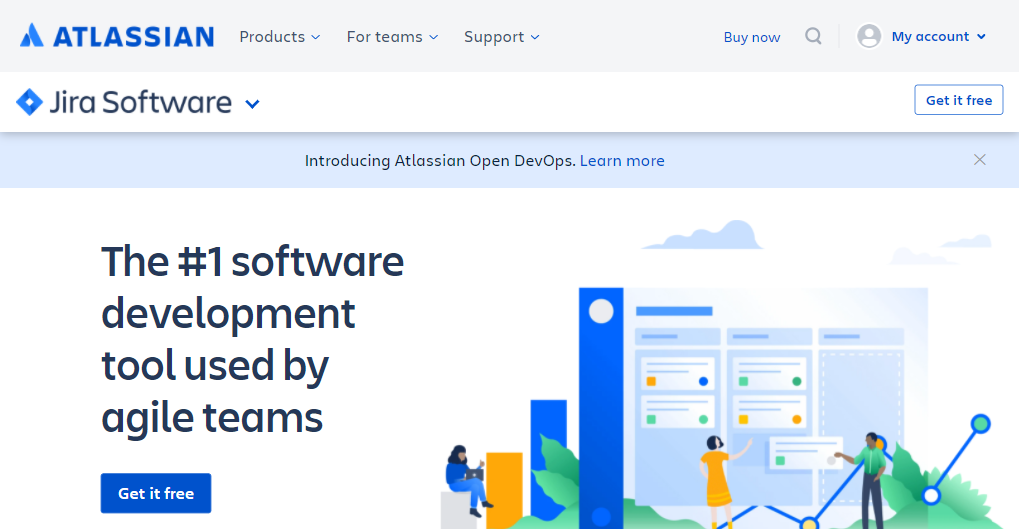 ATLASSIAN Products For teams Support Buy now My account
Jira Software Get it free
Introducing Atlassian Open DevOps. Learn more
The #1 software
development
tool used by
agile teams
Get it free